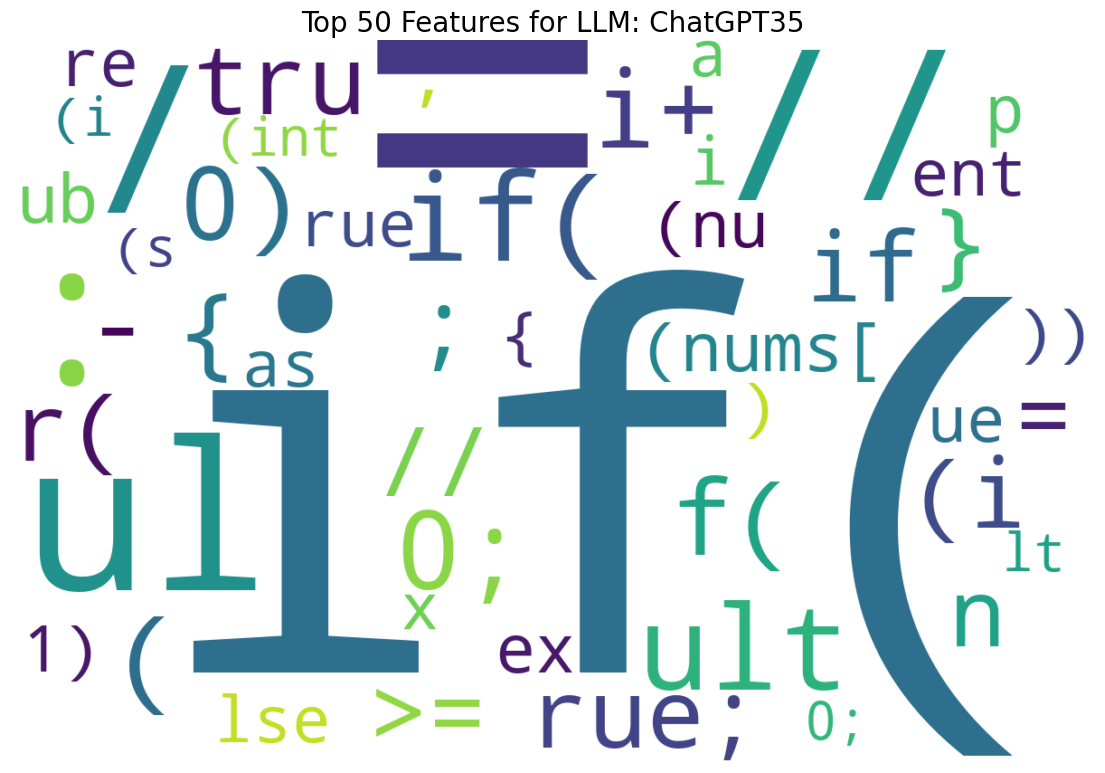 Top 50 Features for LLM: ChatGPT35
re
/
tru
=
,
i+
a
//
p
(i
(int
i
ent
ub
0)
rue
if(
(nu
if
}
(s
:
-
{
as
;
{
(nums[
))
if(
)
ue
=
r(
ul
//
0;
f(
(i
lt
x
n
1)
(
ex
ult
lse
>=
rue;
0;